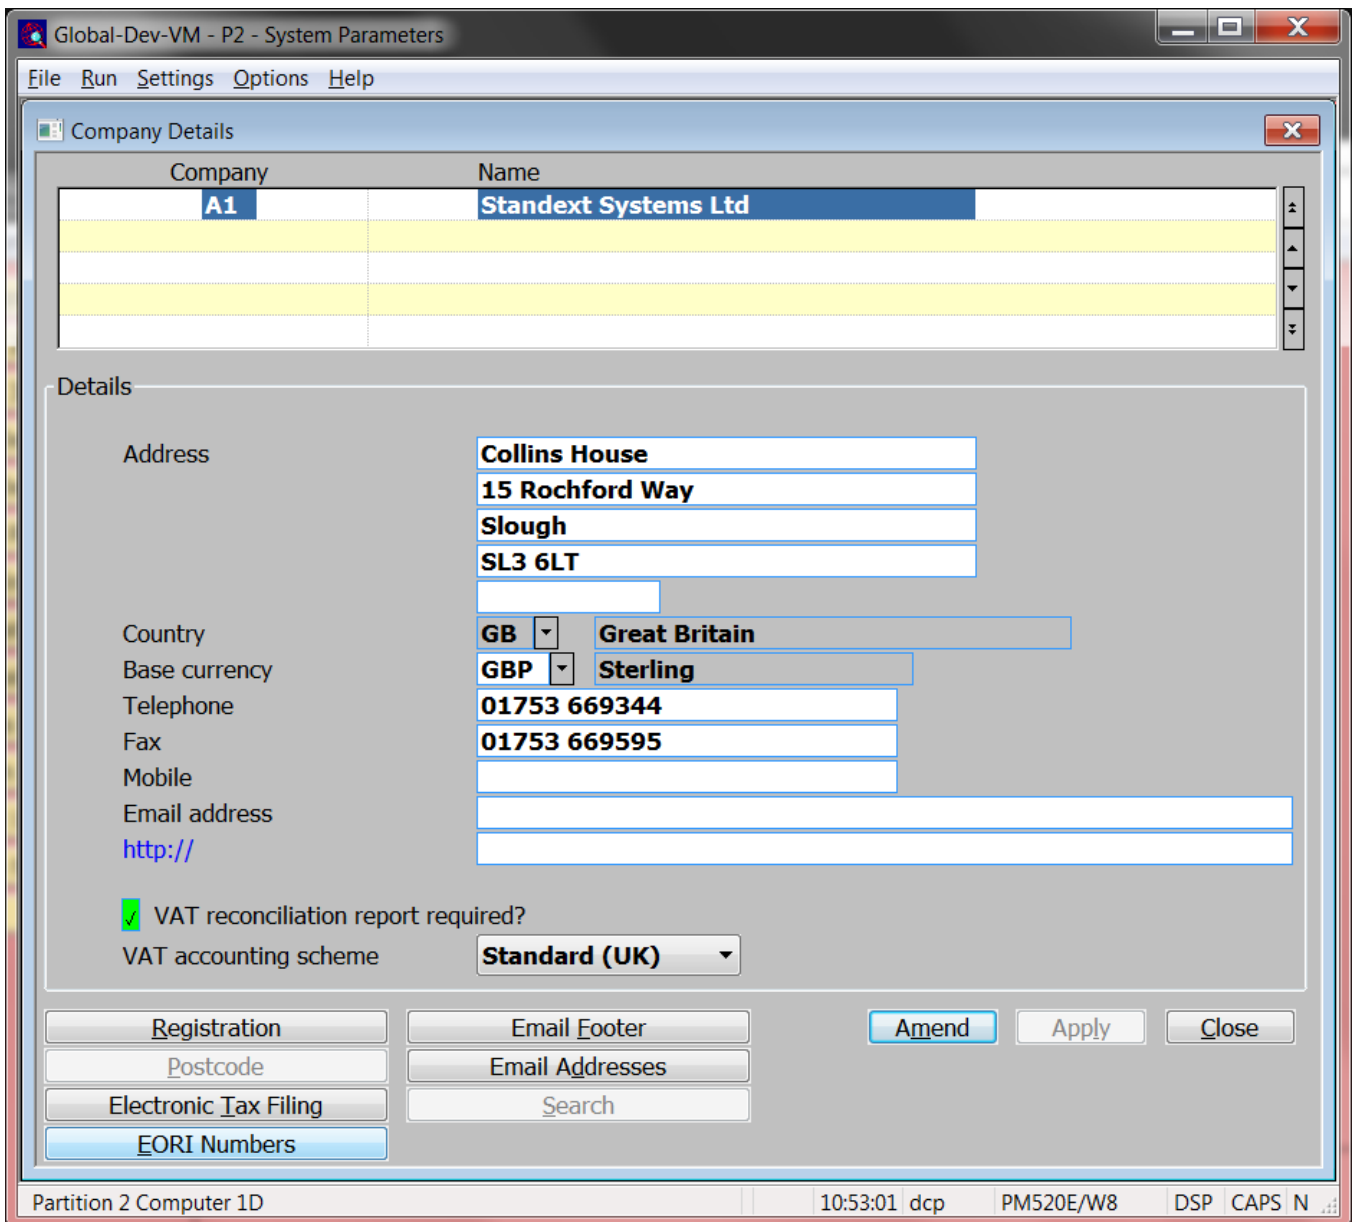 Global-Dev-VM - P2 - System Parameters
File Run Settings Options Help
Company Details
Company Name
A1 Standext Systems Ltd
Details
Address Collins House
15 Rochford Way
Slough
SL3 6LT
Country GB Great Britain
Base currency GBP Sterling
Telephone 01753 669344
Fax 01753 669595
Mobile
Email address
http://
VAT reconciliation report required?
VAT accounting scheme Standard (UK)
Registration Email Footer Amend Apply Close
Postcode Email Addresses
Electronic Tax Filing Search
EORI Numbers
Partition 2 Computer 1D 10:53:01 dcp PM520E/W8 DSP CAPS N